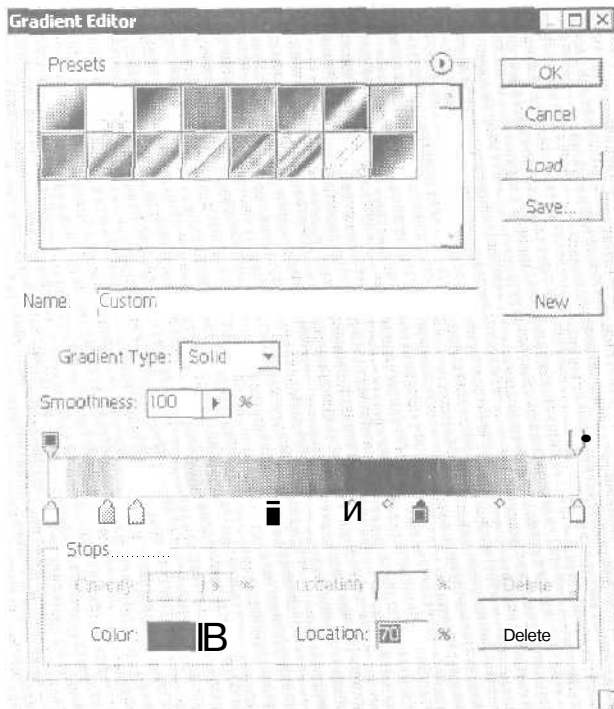 Gradient Editor
Presets
OK
Cancel
Load...
Save...
Name: Custom
New
Gradient Type: Solid
Smoothness: 100 %
И
Stops
Opacity: % Location: % Delete
Color: IB Location: 70 % Delete